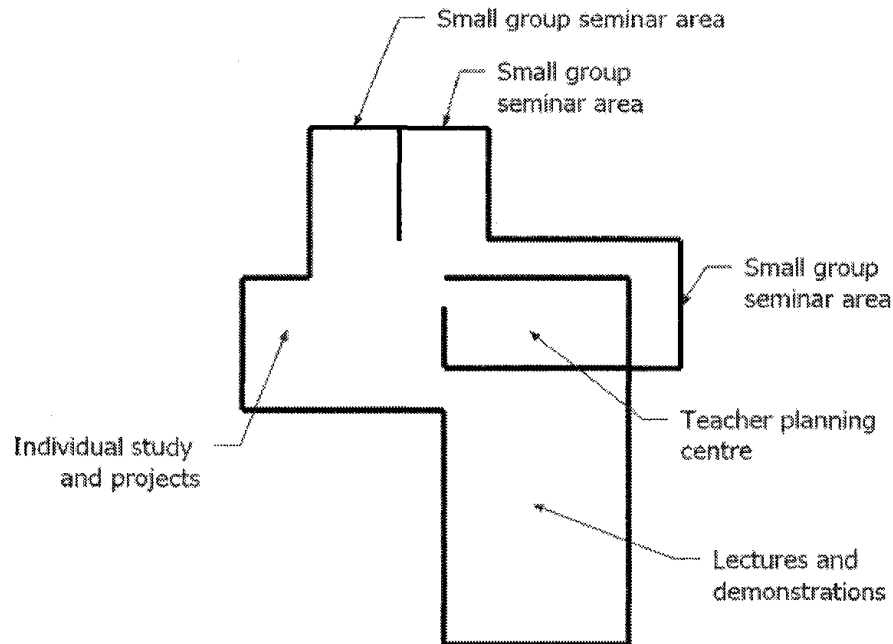 Small group seminar area
Small group
seminar area
Small group
seminar area
Individual study
and projects
Teacher planning
centre
Lectures and
demonstrations